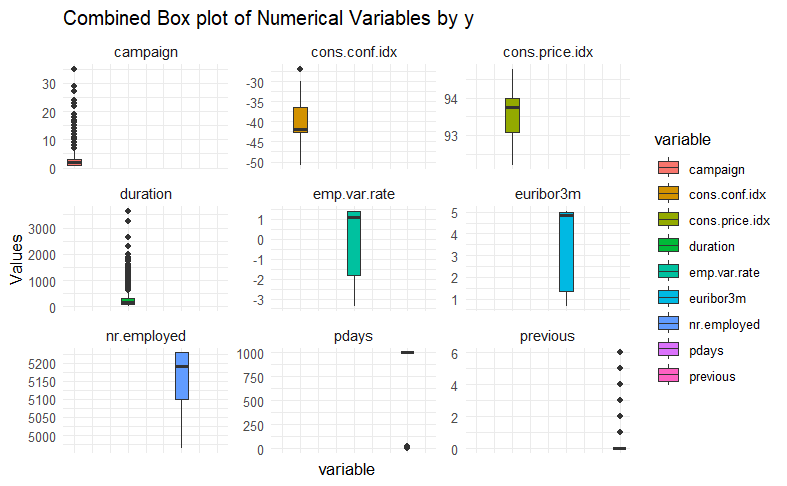 Combined Box plot of Numerical Variables by y
campaign
cons.conf.idx
cons.price.idx
30
20
10
0
-30
-35
-40
-45
-50
94
93
duration
emp.var.rate
euribor3m
3000
2000
1000
0
1
0
-1
-2
-3
5
4
3
2
1
nr.employed
pdays
previous
5200
5150
5100
5050
5000
1000
750
500
250
0
6
4
2
0
Values
variable
variable
campaign
cons.conf.idx
cons.price.idx
duration
emp.var.rate
euribor3m
nr.employed
pdays
previous